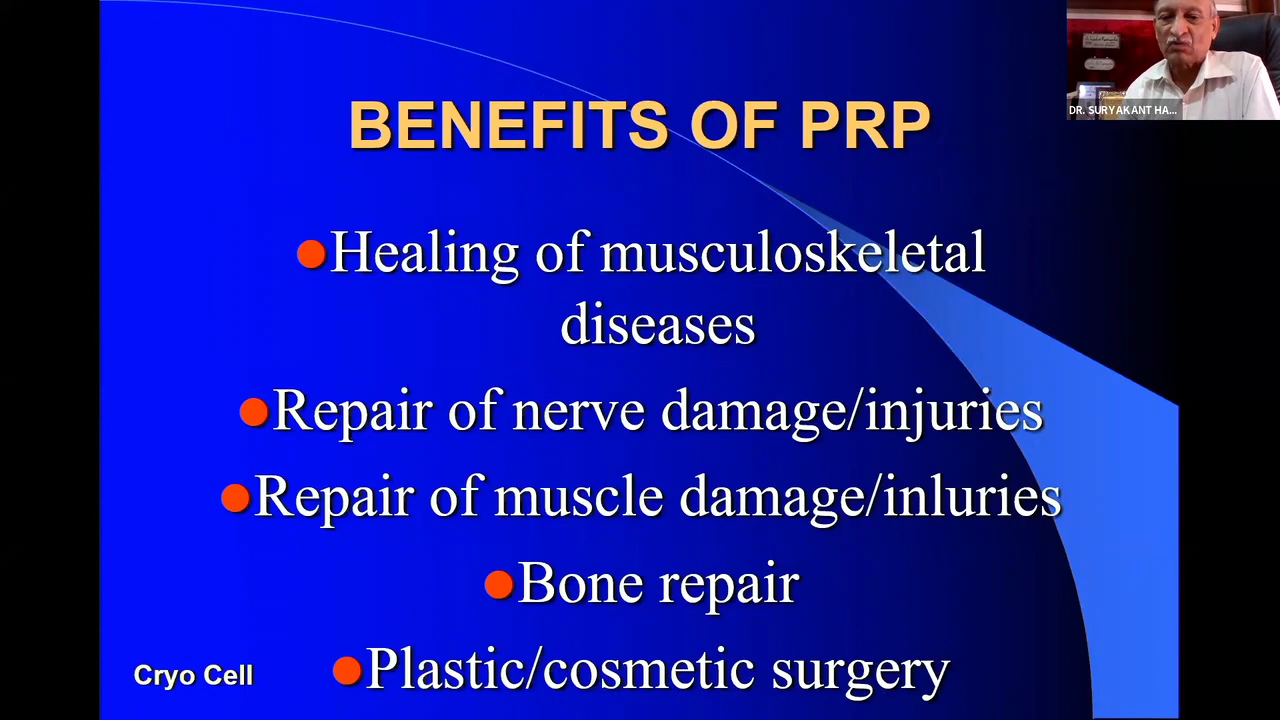 BENEFITS OF PRP
DR. SURYAKANT HA...
●Healing of musculoskeletal
diseases
●Repair of nerve damage/injuries
●Repair of muscle damage/inluries
●Bone repair
●Plastic/cosmetic surgery
Cryo Cell